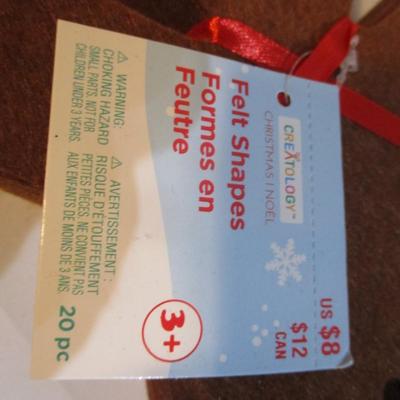 US $8
$12
CAN
CREATOLOGY™
CHRISTMAS | NOËL
Felt Shapes
Formes en
Feutre
3+
⚠ WARNING:
CHOKING HAZARD
SMALL PARTS. NOT FOR
CHILDREN UNDER 3 YEARS.
⚠ AVERTISSEMENT :
RISQUE D'ÉTOUFFEMENT
PETITES PIÈCES. NE CONVIENT PAS
AUX ENFANTS DE MOINS DE 3 ANS.
20 pc